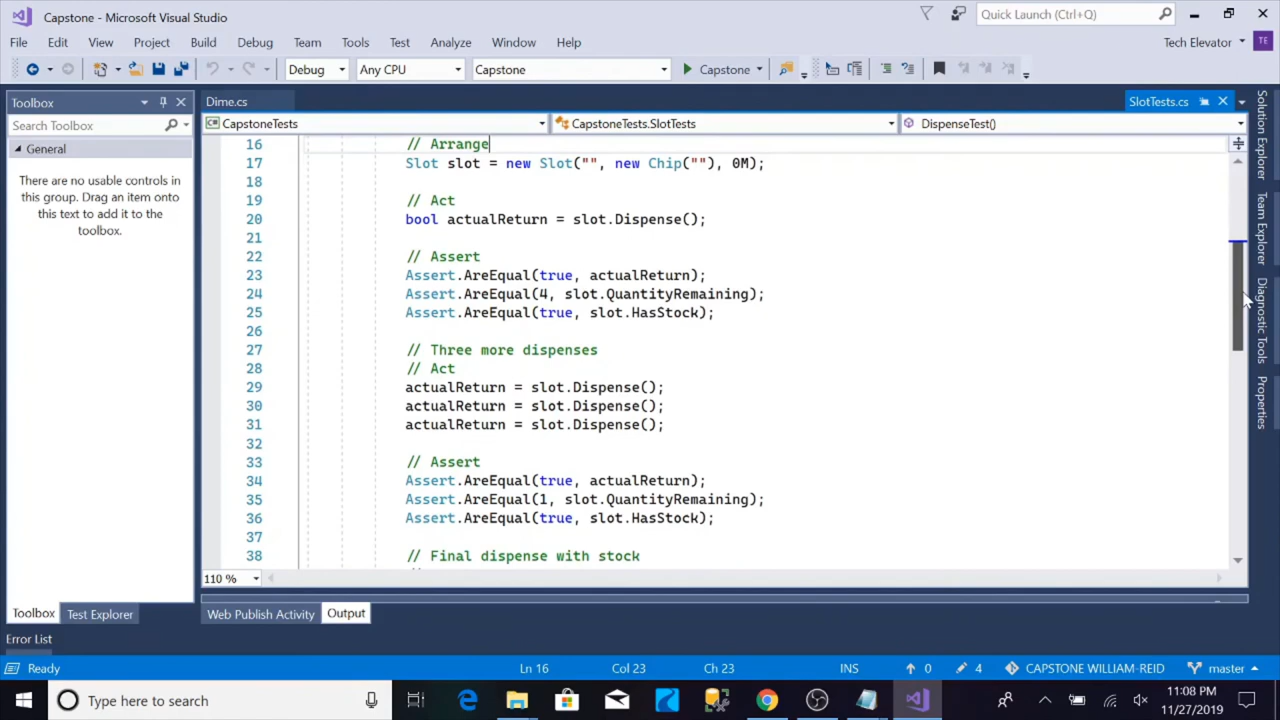 Capstone - Microsoft Visual Studio
Quick Launch (Ctrl+Q)
File Edit View Project Build Debug Team Tools Test Analyze Window Help
Tech Elevator TE
Debug Any CPU Capstone Capstone
Toolbox
Search Toolbox
General
There are no usable controls in
this group. Drag an item onto
this text to add it to the
toolbox.
Dime.cs SlotTests.cs
CapstoneTests CapstoneTests.SlotTests DispenseTest()
16 // Arrange
17 Slot slot = new Slot("", new Chip(""), 0M);
18
19 // Act
20 bool actualReturn = slot.Dispense();
21
22 // Assert
23 Assert.AreEqual(true, actualReturn);
24 Assert.AreEqual(4, slot.QuantityRemaining);
25 Assert.AreEqual(true, slot.HasStock);
26
27 // Three more dispenses
28 // Act
29 actualReturn = slot.Dispense();
30 actualReturn = slot.Dispense();
31 actualReturn = slot.Dispense();
32
33 // Assert
34 Assert.AreEqual(true, actualReturn);
35 Assert.AreEqual(1, slot.QuantityRemaining);
36 Assert.AreEqual(true, slot.HasStock);
37
38 // Final dispense with stock
110 %
Solution Explorer
Team Explorer
Diagnostic Tools
Properties
Toolbox Test Explorer
Web Publish Activity Output
Error List
Ready Ln 16 Col 23 Ch 23 INS 0 4 CAPSTONE WILLIAM-REID master
Type here to search
11:08 PM
11/27/2019